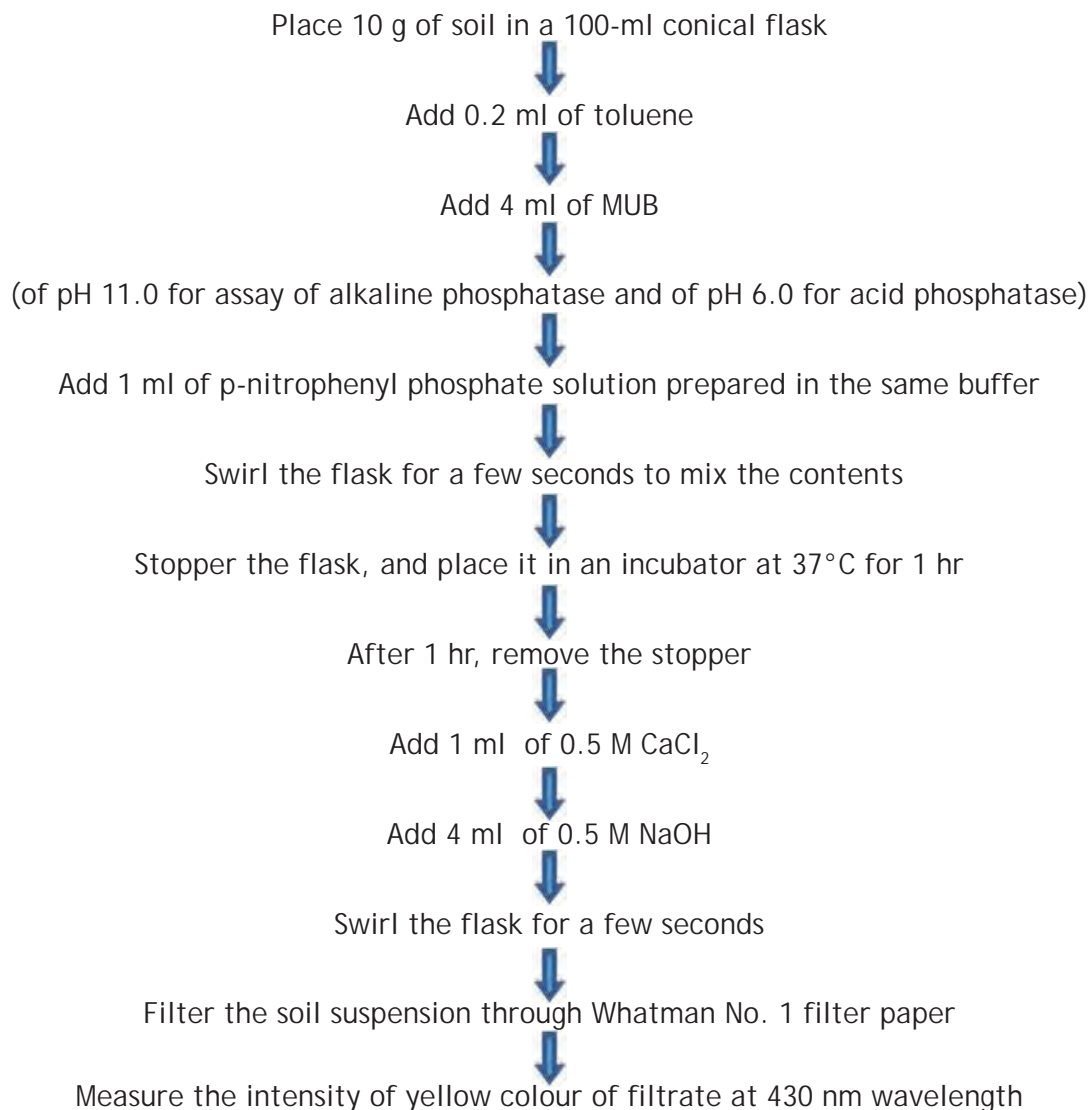 Place 10 g of soil in a 100-ml conical flask
Add 0.2 ml of toluene
Add 4 ml of MUB
(of pH 11.0 for assay of alkaline phosphatase and of pH 6.0 for acid phosphatase)
Add 1 ml of p-nitrophenyl phosphate solution prepared in the same buffer
Swirl the flask for a few seconds to mix the contents
Stopper the flask, and place it in an incubator at 37°C for 1 hr
After 1 hr, remove the stopper
Add 1 ml of 0.5 M CaCl₂
Add 4 ml of 0.5 M NaOH
Swirl the flask for a few seconds
Filter the soil suspension through Whatman No. 1 filter paper
Measure the intensity of yellow colour of filtrate at 430 nm wavelength